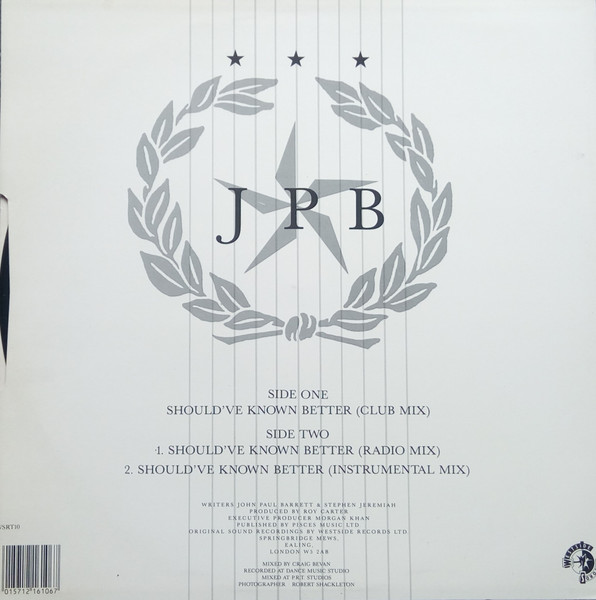 JPB
SIDE ONE
SHOULD'VE KNOWN BETTER (CLUB MIX)
SIDE TWO
1. SHOULD'VE KNOWN BETTER (RADIO MIX)
2. SHOULD'VE KNOWN BETTER (INSTRUMENTAL MIX)
WRITERS JOHN PAUL BARRETT & STEPHEN JEREMIAH
PRODUCED BY ROY CARTER
EXECUTIVE PRODUCER MORGAN KHAN
PUBLISHED BY PISCES MUSIC LTD
ORIGINAL SOUND RECORDINGS BY WESTSIDE RECORDS LTD.
SPRINGBRIDGE MEWS,
EALING,
LONDON W5 2AB
MIXED BY CRAIG BEVAN
RECORDED AT DANCE MUSIC STUDIO
MIXED AT P.R.T. STUDIOS
PHOTOGRAPHER ROBERT SHACKLETON
WSRT10
5015712161067